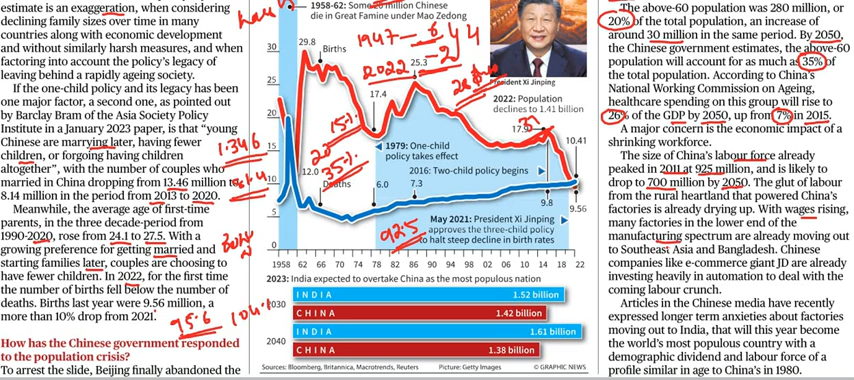 estimate is an exaggeration, when considering
declining family sizes over time in many
countries along with economic development
and without similarly harsh measures, and when
factoring into account the policy's legacy of
leaving behind a rapidly ageing society.
If the one-child policy and its legacy has been
one major factor, a second one, as pointed out
by Barclay Bram of the Asia Society Policy
Institute in a January 2023 paper, is that "young
Chinese are marrying later, having fewer
children, or forgoing having children
altogether", with the number of couples who
married in China dropping from 13.46 million to
8.14 million in the period from 2013 to 2020.
Meanwhile, the average age of first-time
parents, in the three decade-period from
1990-2020, rose from 24.1 to 27.5. With a
growing preference for getting married and
starting families later, couples are choosing to
have fewer children. In 2022, for the first time
the number of births fell below the number of
deaths. Births last year were 9.56 million, a
more than 10% drop from 2021.
How has the Chinese government responded
to the population crisis?
To arrest the slide, Beijing finally abandoned the
1.346
81.4
95.6
1958-62: Some million Chinese
die in Great Famine under Mao Zedong
1947 - 6
2022 - 2
15%
20
35%
92.5
30
25
20
15
10
5
0
29.8
Births
25.3
17.4
17.9
10.41
12.0
Deaths
6.0
7.3
9.8
9.56
1979: One-child
policy takes effect
2016: Two-child policy begins
May 2021: President Xi Jinping
approves the three-child policy
to halt steep decline in birth rates
President Xi Jinping
2022: Population
declines to 1.41 billion
1958 62 66 70 74 78 82 86 90 94 98 02 06 10 14 18 22
2023: India expected to overtake China as the most populous nation
2030
INDIA 1.52 billion
CHINA 1.42 billion
2040
INDIA 1.61 billion
CHINA 1.38 billion
Sources: Bloomberg, Britannica, Macrotrends, Reuters Picture: Getty Images © GRAPHIC NEWS
The above-60 population was 280 million, or
20% of the total population, an increase of
around 30 million in the same period. By 2050,
the Chinese government estimates, the above-60
population will account for as much as 35% of
the total population. According to China's
National Working Commission on Ageing,
healthcare spending on this group will rise to
26% of the GDP by 2050, up from 7% in 2015.
A major concern is the economic impact of a
shrinking workforce.
The size of China's labour force already
peaked in 2011 at 925 million, and is likely to
drop to 700 million by 2050. The glut of labour
from the rural heartland that powered China's
factories is already drying up. With wages rising,
many factories in the lower end of the
manufacturing spectrum are already moving out
to Southeast Asia and Bangladesh. Chinese
companies like e-commerce giant JD are already
investing heavily in automation to deal with the
coming labour crunch.
Articles in the Chinese media have recently
expressed longer term anxieties about factories
moving out to India, that will this year become
the world's most populous country with a
demographic dividend and labour force of a
profile similar in age to China's in 1980.